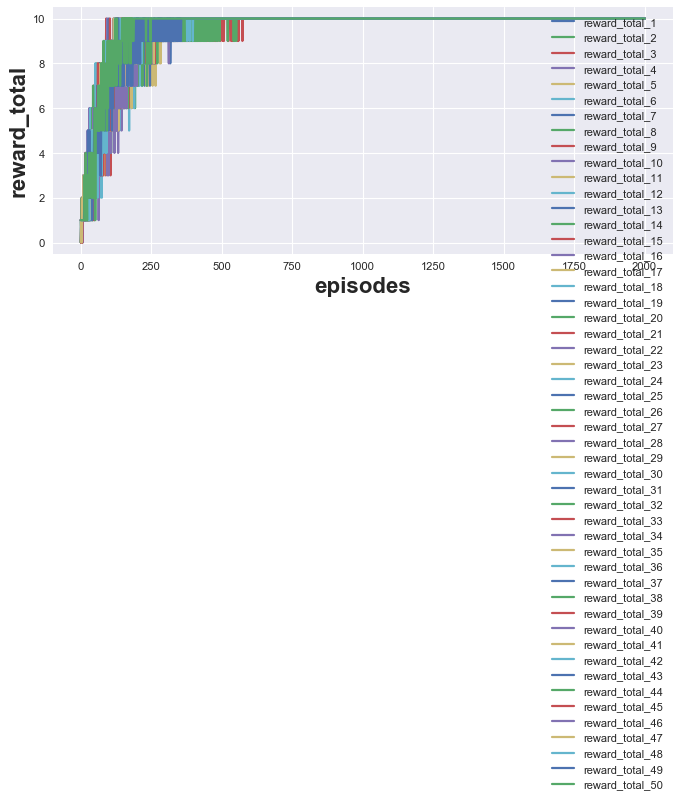 10
8
6
4
2
0
reward_total
0 250 500 750 1000 1250 1500 1750 2000
episodes
reward_total_1
reward_total_2
reward_total_3
reward_total_4
reward_total_5
reward_total_6
reward_total_7
reward_total_8
reward_total_9
reward_total_10
reward_total_11
reward_total_12
reward_total_13
reward_total_14
reward_total_15
reward_total_16
reward_total_17
reward_total_18
reward_total_19
reward_total_20
reward_total_21
reward_total_22
reward_total_23
reward_total_24
reward_total_25
reward_total_26
reward_total_27
reward_total_28
reward_total_29
reward_total_30
reward_total_31
reward_total_32
reward_total_33
reward_total_34
reward_total_35
reward_total_36
reward_total_37
reward_total_38
reward_total_39
reward_total_40
reward_total_41
reward_total_42
reward_total_43
reward_total_44
reward_total_45
reward_total_46
reward_total_47
reward_total_48
reward_total_49
reward_total_50